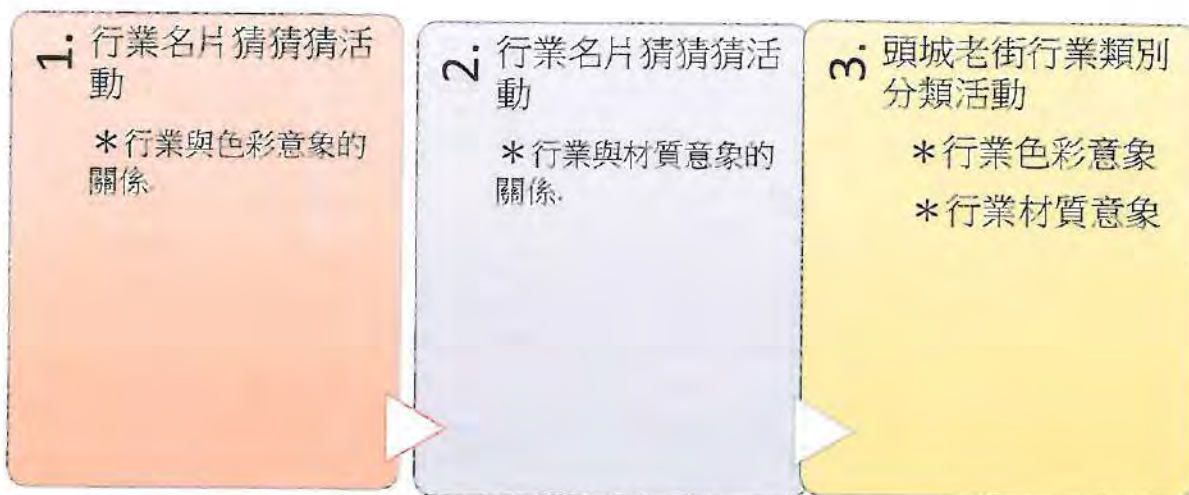 1. 行業名片猜猜猜活
動
＊行業與色彩意象的
關係.
2. 行業名片猜猜猜活
動
＊行業與材質意象的
關係.
3. 頭城老街行業類別
分類活動
＊行業色彩意象
＊行業材質意象